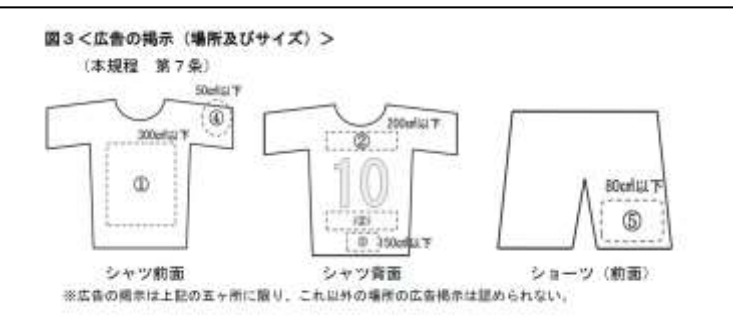 図3<広告の掲示（場所及びサイズ）>
（本規程　第7条）
50㎠以下
④
300㎠以下
①
200㎠以下
②
10
(②)
150㎠以下
80㎠以下
⑤
シャツ前面
シャツ背面
ショーツ（前面）
※広告の掲示は上記の五ヶ所に限り、これ以外の場所の広告掲示は認められない。